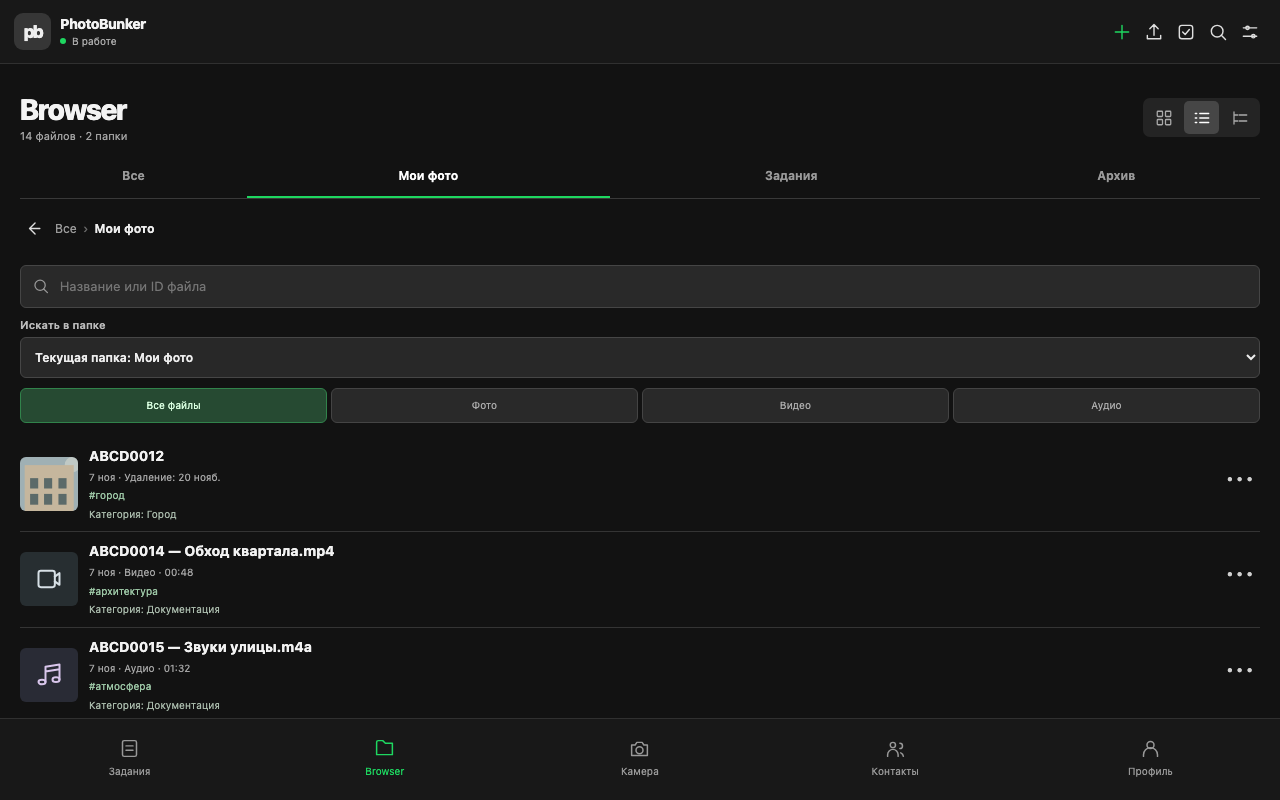 pb
PhotoBunker
В работе
Browser
14 файлов · 2 папки
Все
Мои фото
Задания
Архив
Все › Мои фото
Название или ID файла
Искать в папке
Текущая папка: Мои фото
Все файлы
Фото
Видео
Аудио
ABCD0012
7 ноя · Удаление: 20 нояб.
#город
Категория: Город
ABCD0014 — Обход квартала.mp4
7 ноя · Видео · 00:48
#архитектура
Категория: Документация
ABCD0015 — Звуки улицы.m4a
7 ноя · Аудио · 01:32
#атмосфера
Категория: Документация
Задания
Browser
Камера
Контакты
Профиль